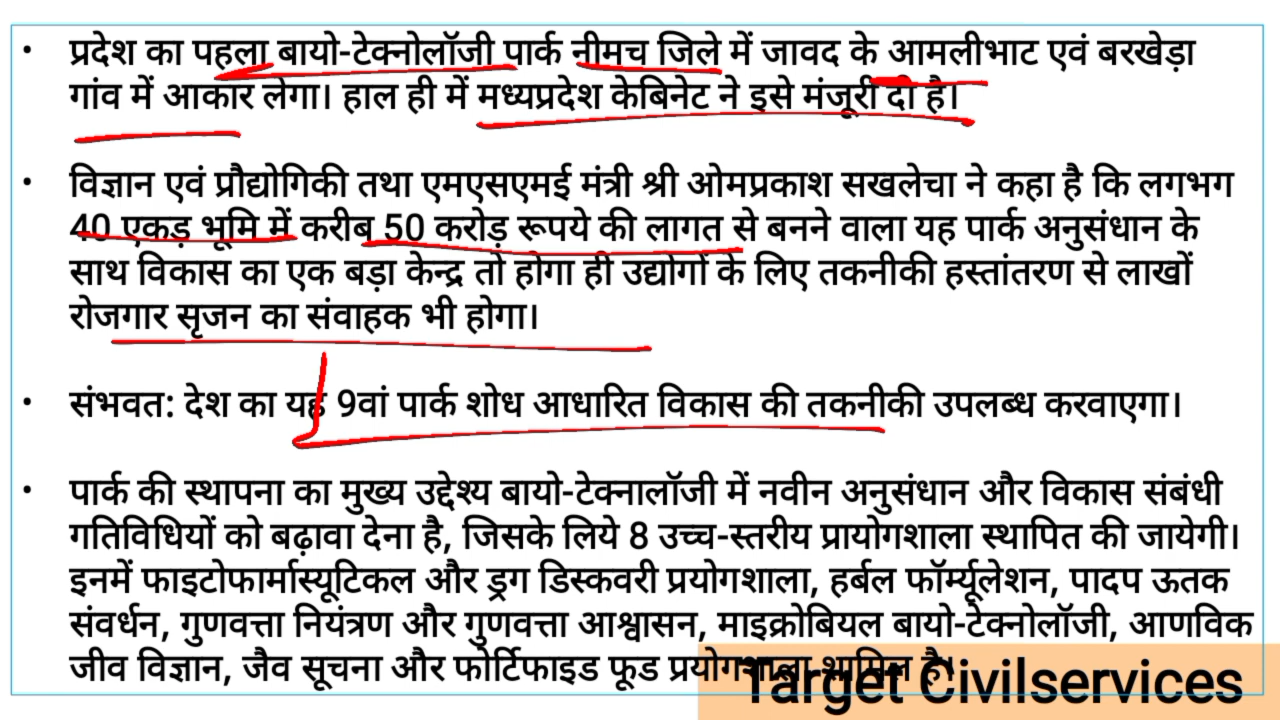 • प्रदेश का पहला बायो-टेक्नोलॉजी पार्क नीमच जिले में जावद के आमलीभाट एवं बरखेड़ा
गांव में आकार लेगा। हाल ही में मध्यप्रदेश केबिनेट ने इसे मंजूरी दी है।
• विज्ञान एवं प्रौद्योगिकी तथा एमएसएमई मंत्री श्री ओमप्रकाश सखलेचा ने कहा है कि लगभग
40 एकड़ भूमि में करीब 50 करोड़ रूपये की लागत से बनने वाला यह पार्क अनुसंधान के
साथ विकास का एक बड़ा केन्द्र तो होगा ही उद्योगों के लिए तकनीकी हस्तांतरण से लाखों
रोजगार सृजन का संवाहक भी होगा।
• संभवत: देश का यह 9वां पार्क शोध आधारित विकास की तकनीकी उपलब्ध करवाएगा।
• पार्क की स्थापना का मुख्य उद्देश्य बायो-टेक्नालॉजी में नवीन अनुसंधान और विकास संबंधी
गतिविधियों को बढ़ावा देना है, जिसके लिये 8 उच्च-स्तरीय प्रायोगशाला स्थापित की जायेगी।
इनमें फाइटोफार्मास्यूटिकल और ड्रग डिस्कवरी प्रयोगशाला, हर्बल फॉर्म्यूलेशन, पादप ऊतक
संवर्धन, गुणवत्ता नियंत्रण और गुणवत्ता आश्वासन, माइक्रोबियल बायो-टेक्नोलॉजी, आणविक
जीव विज्ञान, जैव सूचना और फोर्टिफाइड फूड प्रयोगशाला शामिल है।
Target Civilservices